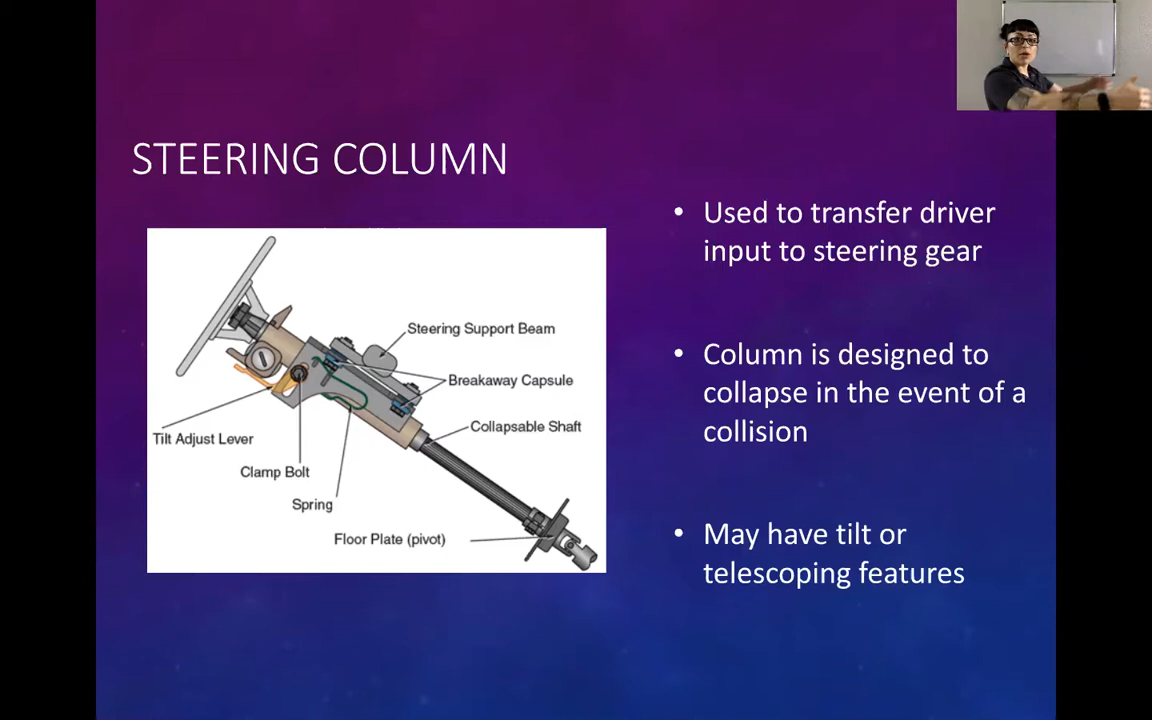 STEERING COLUMN
Steering Support Beam
Breakaway Capsule
Collapsable Shaft
Tilt Adjust Lever
Clamp Bolt
Spring
Floor Plate (pivot)
• Used to transfer driver
input to steering gear
• Column is designed to
collapse in the event of a
collision
• May have tilt or
telescoping features